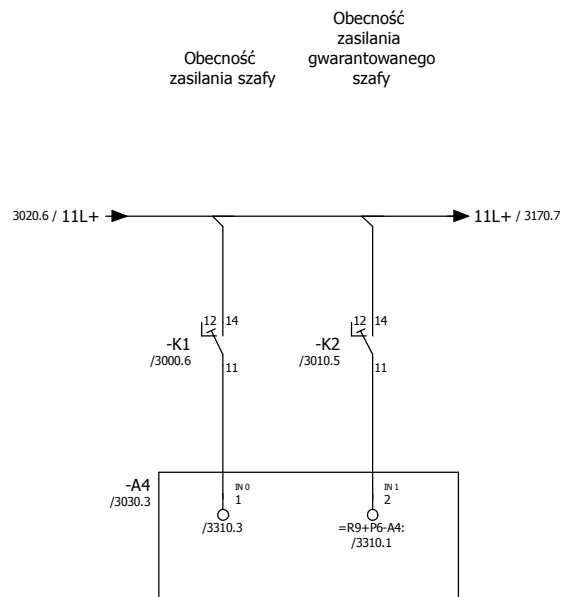 Obecność
zasilania szafy
Obecność
zasilania
gwarantowanego
szafy
3020.6 / 11L+
11L+ / 3170.7
12 14
-K1
/3000.6
11
12 14
-K2
/3010.5
11
-A4
/3030.3
IN 0
1
/3310.3
IN 1
2
=R9+P6-A4:
/3310.1